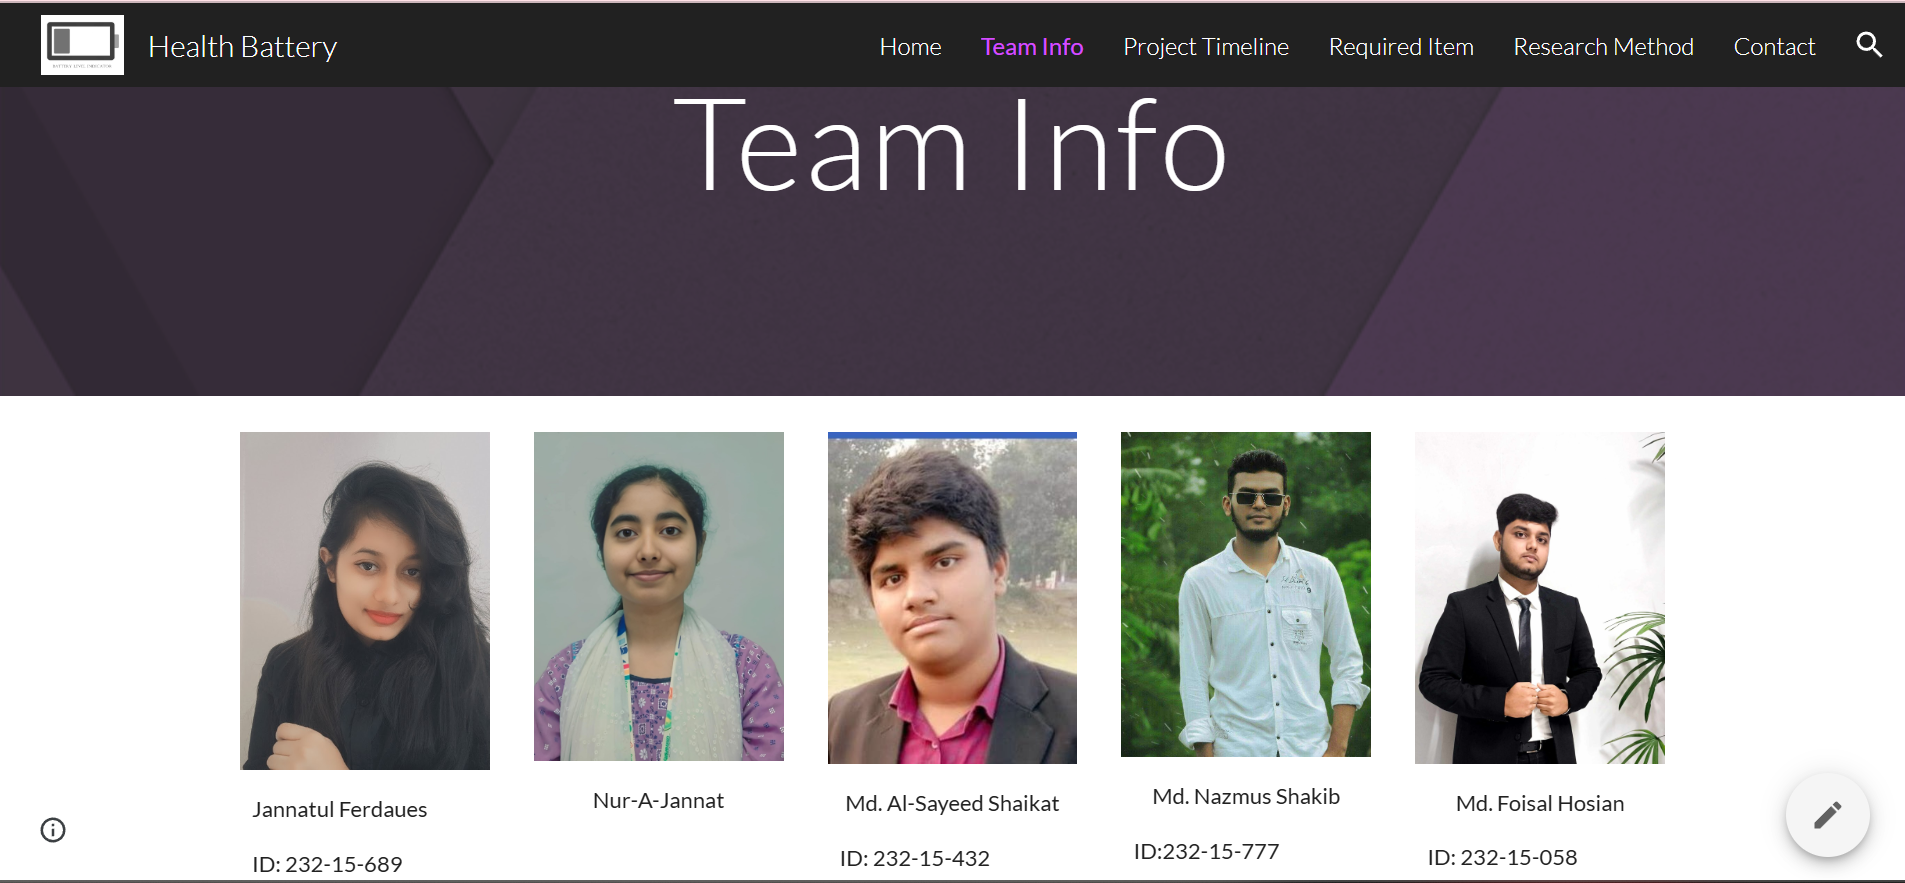 Health Battery
Home Team Info Project Timeline Required Item Research Method Contact
Team Info
Jannatul Ferdaues
ID: 232-15-689
Nur-A-Jannat
Md. Al-Sayeed Shaikat
ID: 232-15-432
Md. Nazmus Shakib
ID:232-15-777
Md. Foisal Hosian
ID: 232-15-058